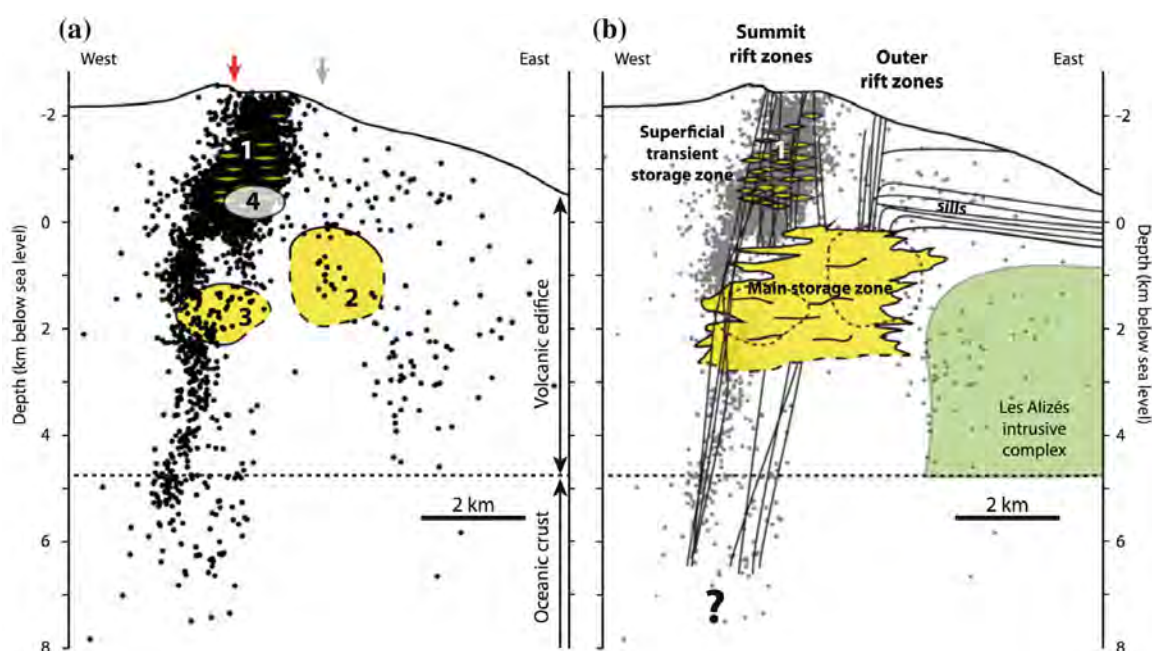 (a)
West
East
-2
0
2
4
6
8
Depth (km below sea level)
1
4
2
3
2 km
Volcanic edifice
Oceanic crust
(b)
West
Summit
rift zones
Outer
rift zones
East
Superficial
transient
storage zone
1
sills
Main storage zone
Les Alizés
intrusive
complex
2 km
?
-2
0
2
4
6
8
Depth (km below sea level)